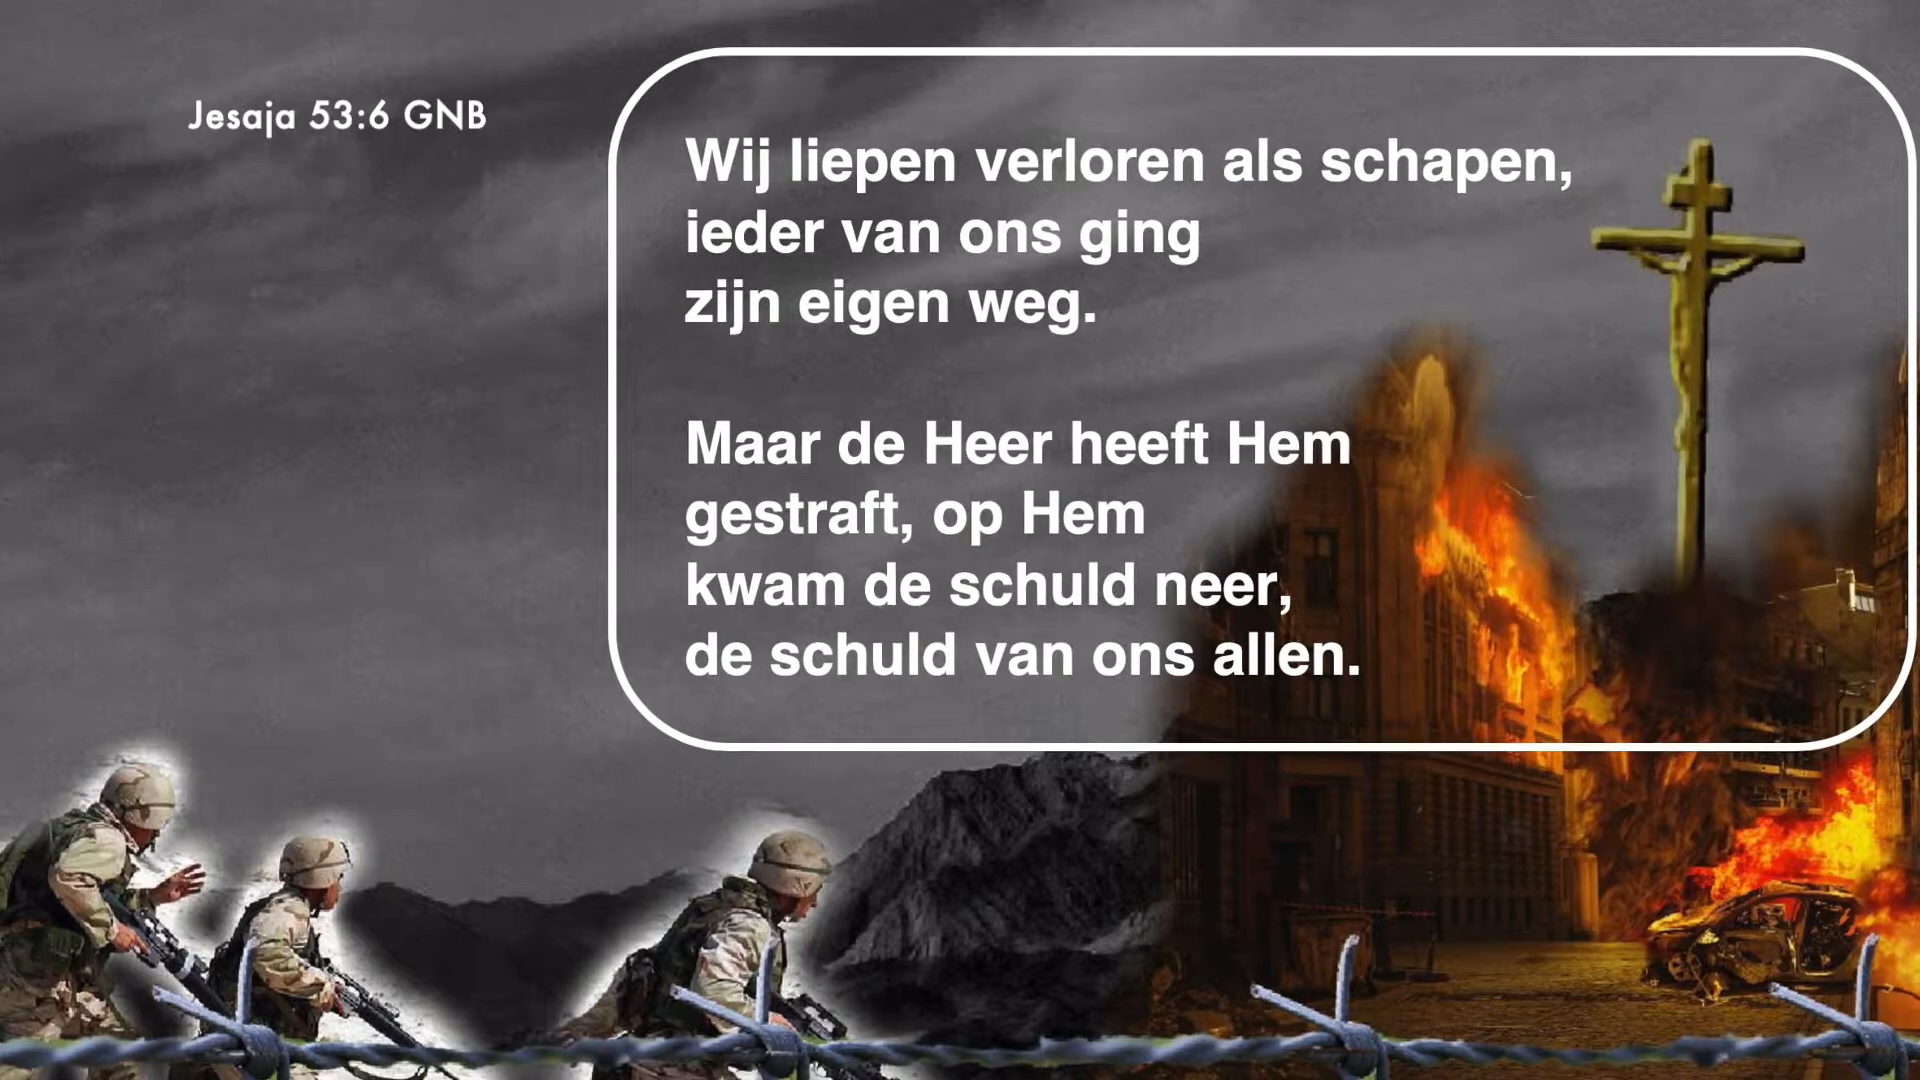 Jesaja 53:6 GNB
Wij liepen verloren als schapen,
ieder van ons ging
zijn eigen weg.
Maar de Heer heeft Hem
gestraft, op Hem
kwam de schuld neer,
de schuld van ons allen.